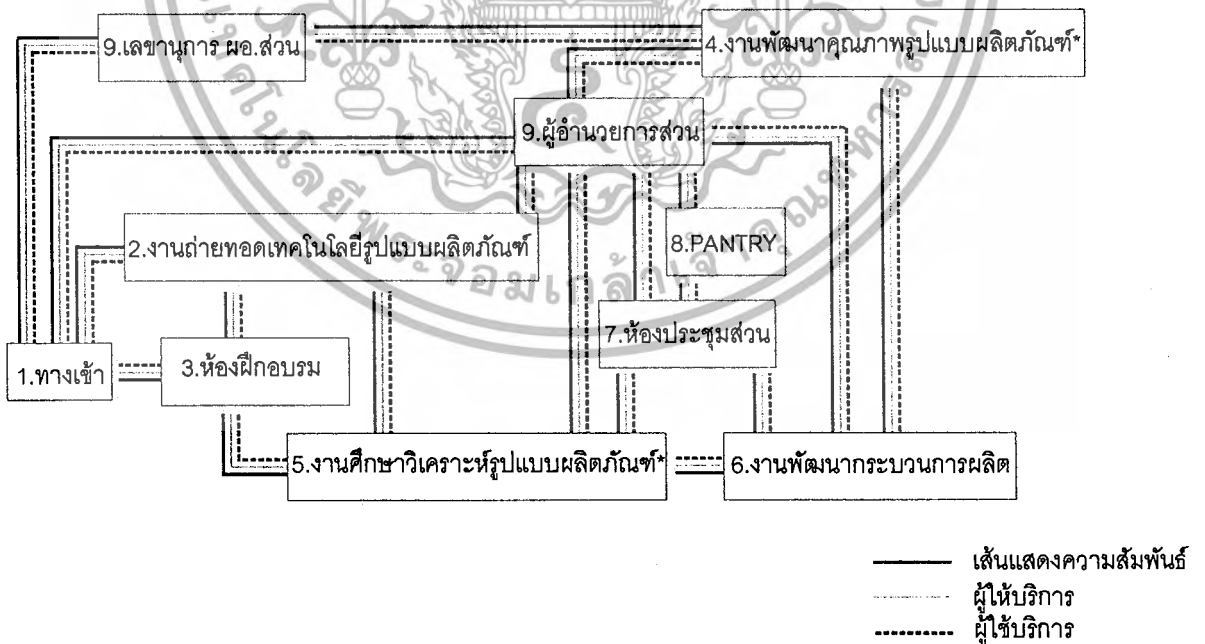 9.เลขานุการ ผอ.ส่วน
4.งานพัฒนาคุณภาพรูปแบบผลิตภัณฑ์*
9.ผู้อำนวยการส่วน
2.งานถ่ายทอดเทคโนโลยีรูปแบบผลิตภัณฑ์
8.PANTRY
7.ห้องประชุมส่วน
1.ทางเข้า
3.ห้องฝึกอบรม
5.งานศึกษาวิเคราะห์รูปแบบผลิตภัณฑ์*
6.งานพัฒนากระบวนการผลิต
เส้นแสดงความสัมพันธ์
ผู้ให้บริการ
ผู้ใช้บริการ